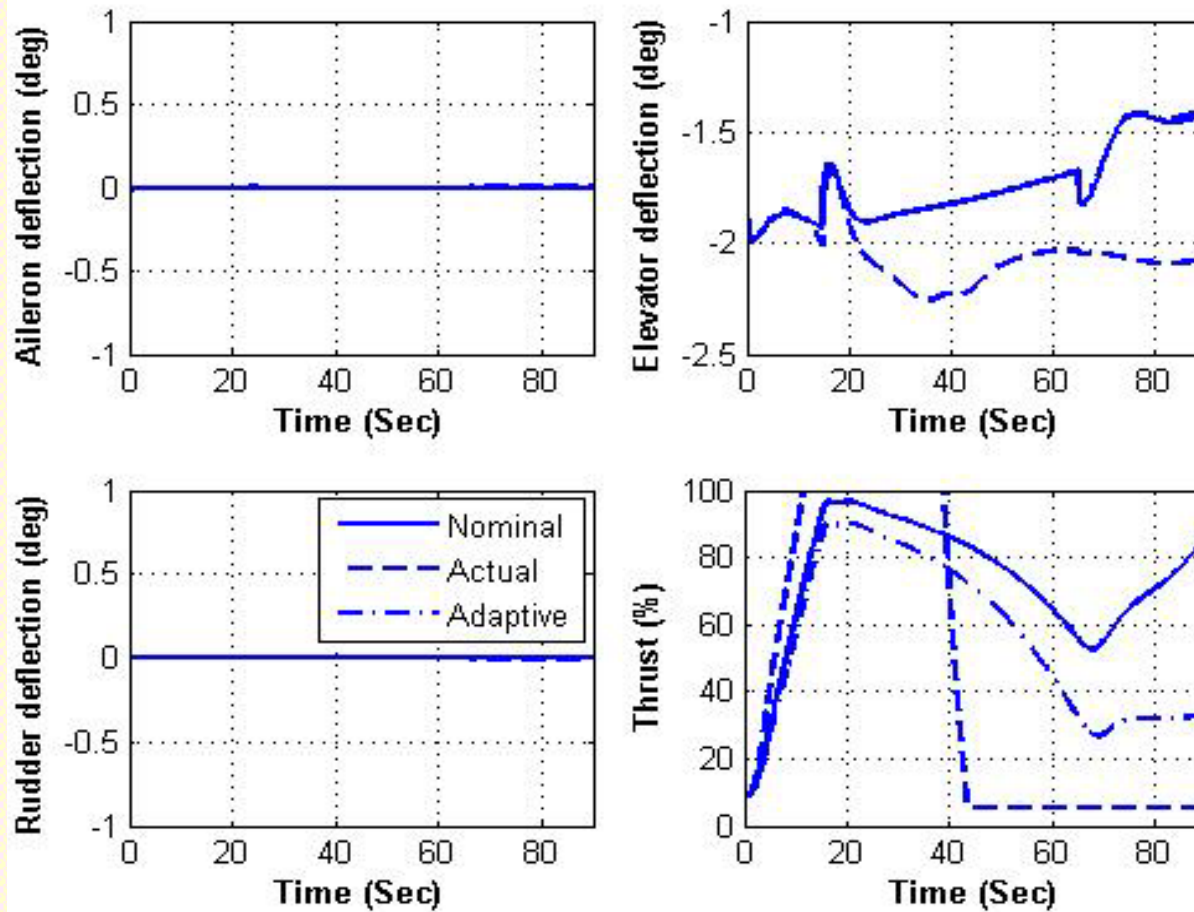 Aileron deflection (deg)
1
0.5
0
-0.5
-1
0 20 40 60 80
Time (Sec)
Elevator deflection (deg)
-1
-1.5
-2
-2.5
0 20 40 60 80
Time (Sec)
Rudder deflection (deg)
1
0.5
0
-0.5
-1
Nominal
Actual
Adaptive
0 20 40 60 80
Time (Sec)
Thrust (%)
100
80
60
40
20
0
0 20 40 60 80
Time (Sec)